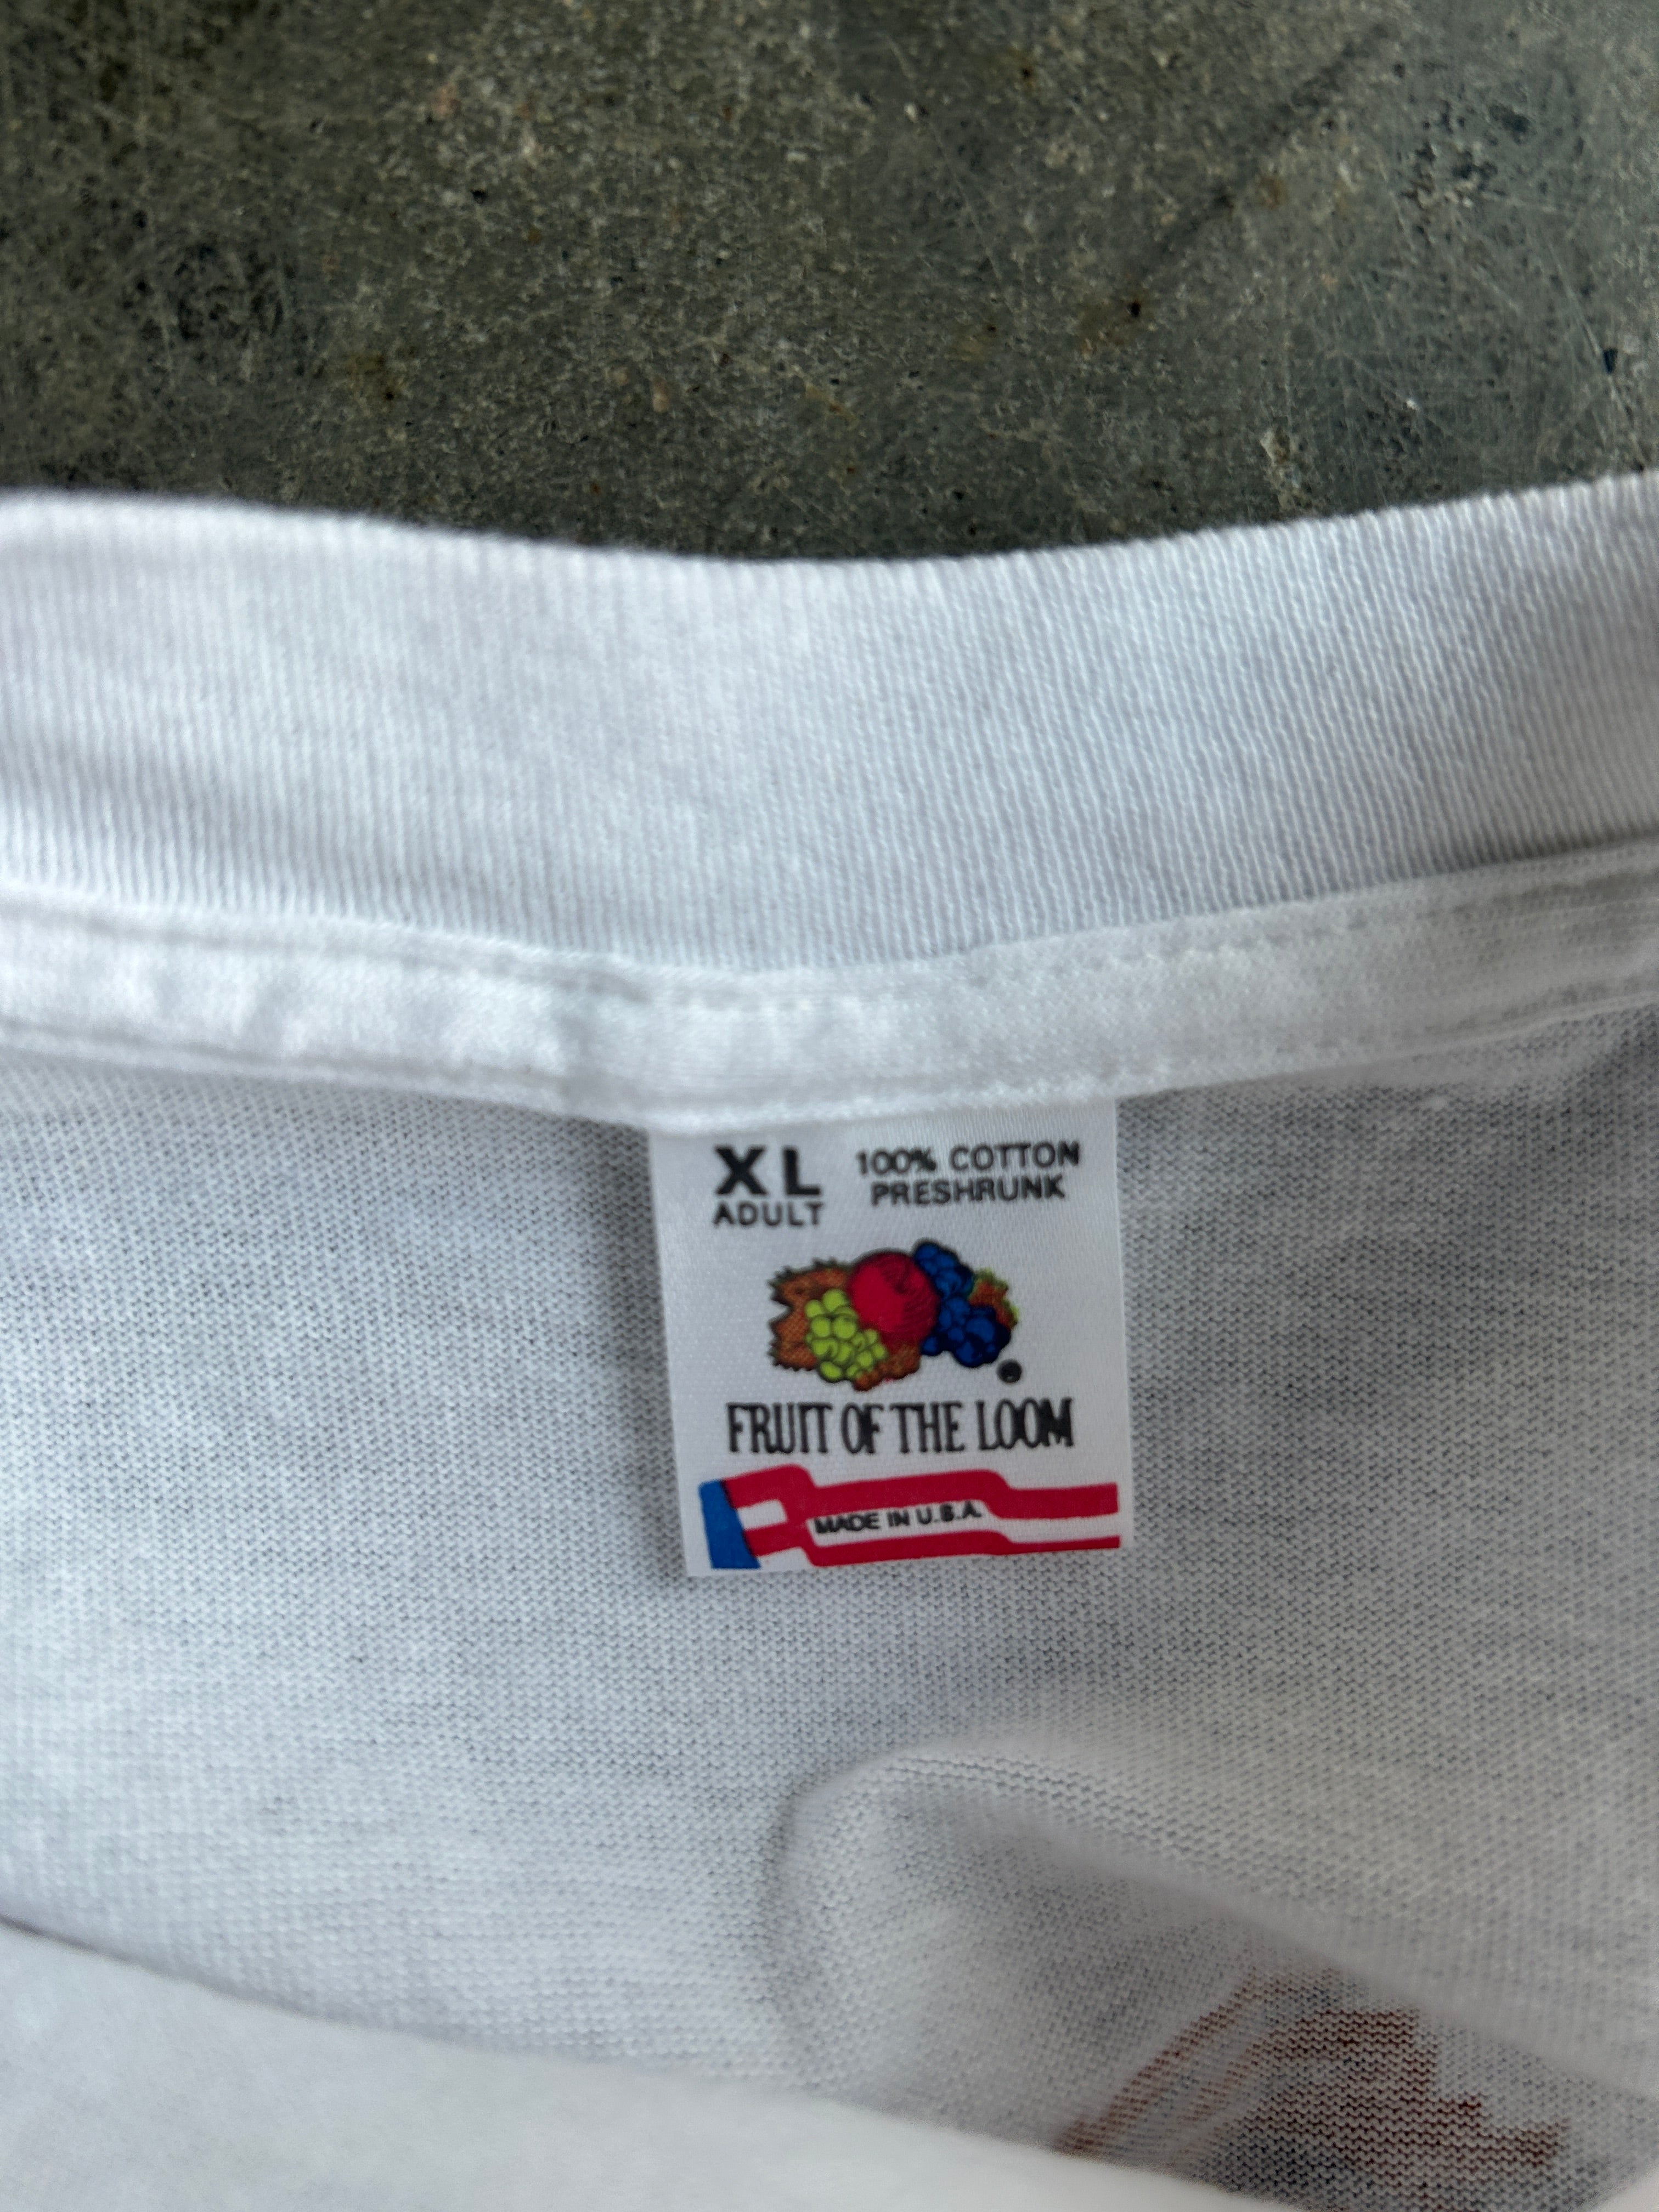 XL 100% COTTON
ADULT PRESHRUNK
®
FRUIT OF THE LOOM
MADE IN U.S.A.